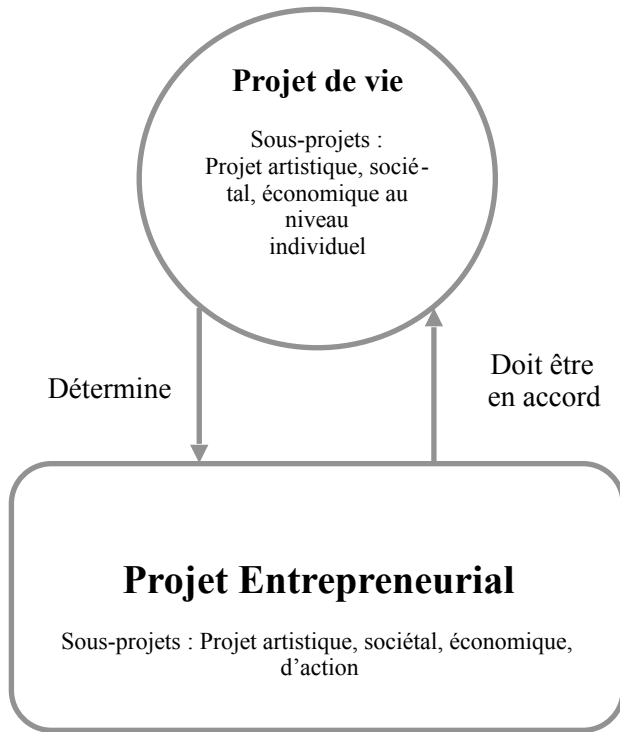 Projet de vie
Sous-projets :
Projet artistique, socié-
tal, économique au
niveau
individuel
Détermine
Doit être
en accord
Projet Entrepreneurial
Sous-projets : Projet artistique, sociétal, économique,
d’action